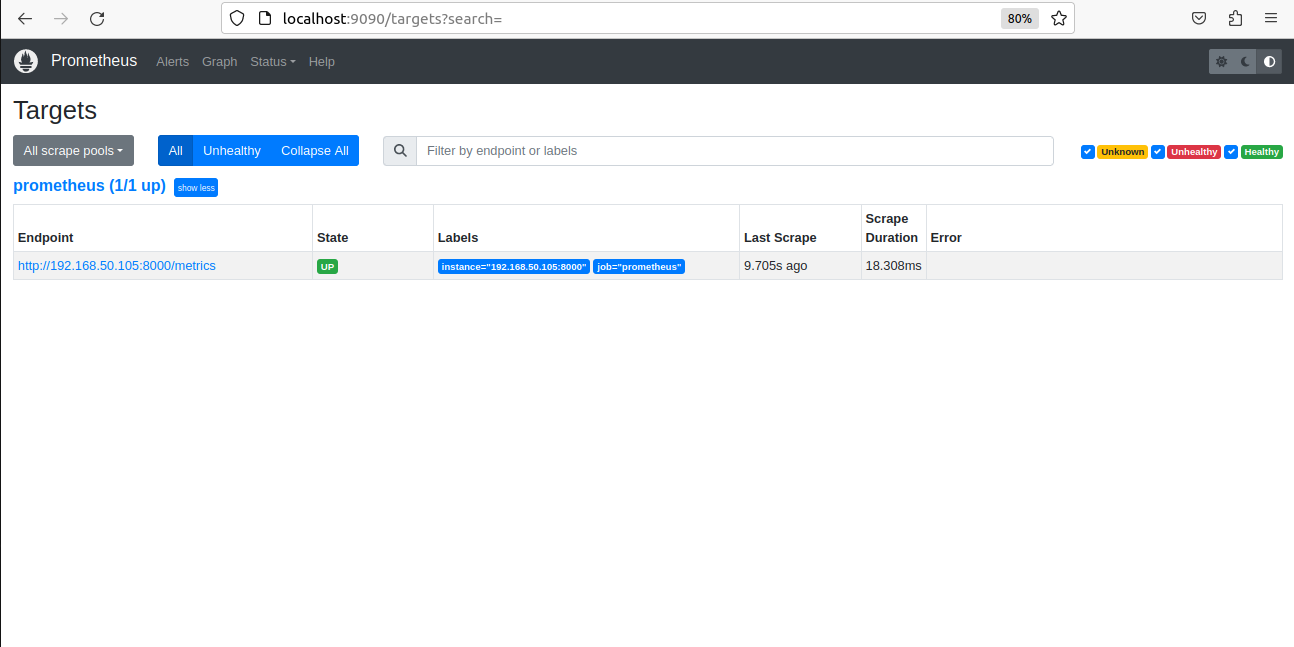 localhost:9090/targets?search=
80%
Prometheus Alerts Graph Status Help
Targets
All scrape pools All Unhealthy Collapse All Filter by endpoint or labels Unknown Unhealthy Healthy
prometheus (1/1 up) show less
Endpoint State Labels Last Scrape Scrape Duration Error
http://192.168.50.105:8000/metrics UP instance="192.168.50.105:8000" job="prometheus" 9.705s ago 18.308ms